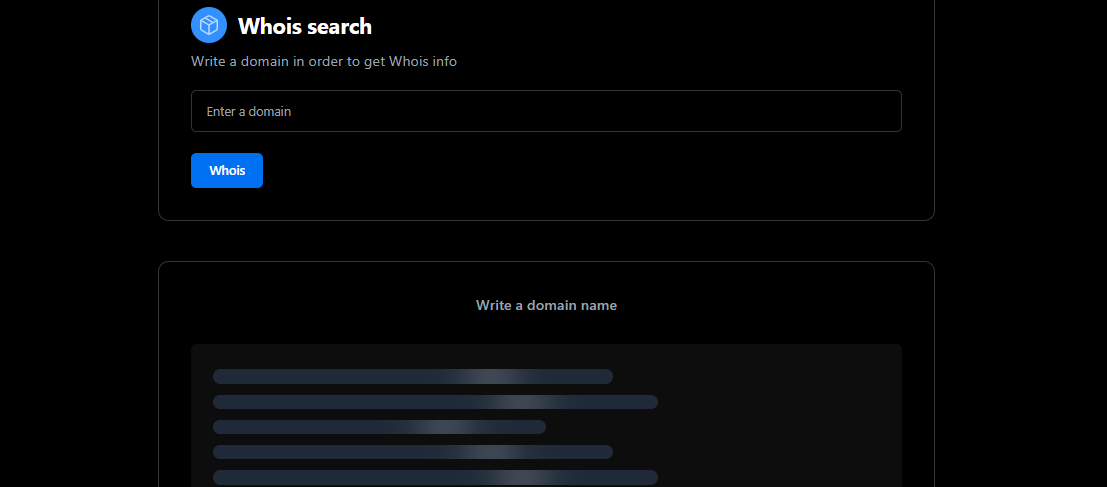 Whois search
Write a domain in order to get Whois info
Enter a domain
Whois
Write a domain name